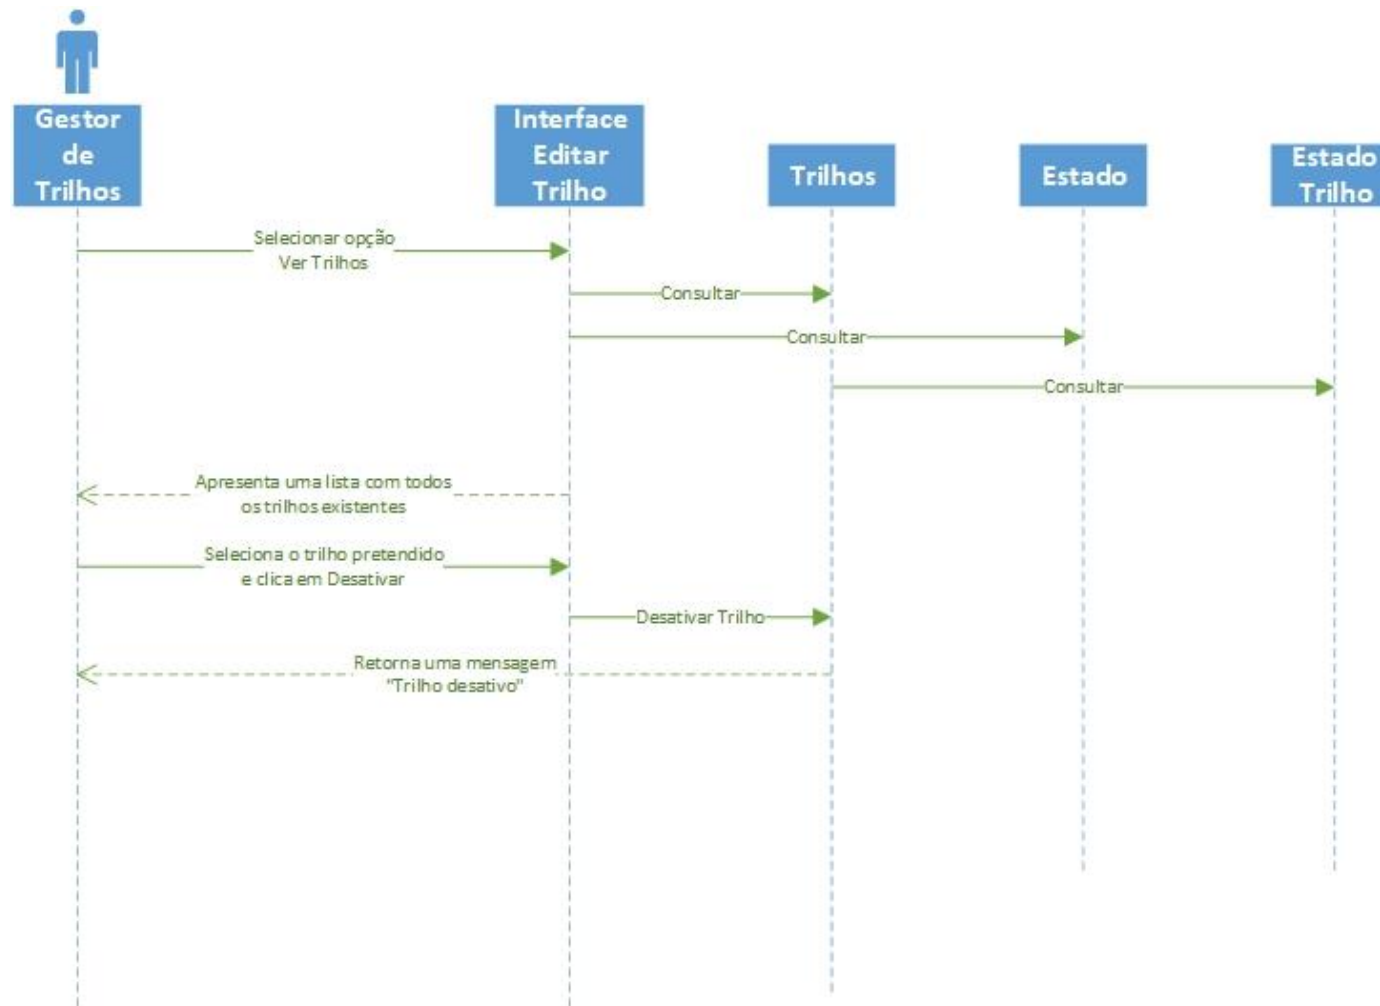 Gestor
de
Trilhos
Interface
Editar
Trilho
Trilhos
Estado
Estado
Trilho
Selecionar opção
Ver Trilhos
Consultar
Consultar
Consultar
Apresenta uma lista com todos
os trilhos existentes
Seleciona o trilho pretendido
e clica em Desativar
Desativar Trilho
Retorna uma mensagem
"Trilho desativo"